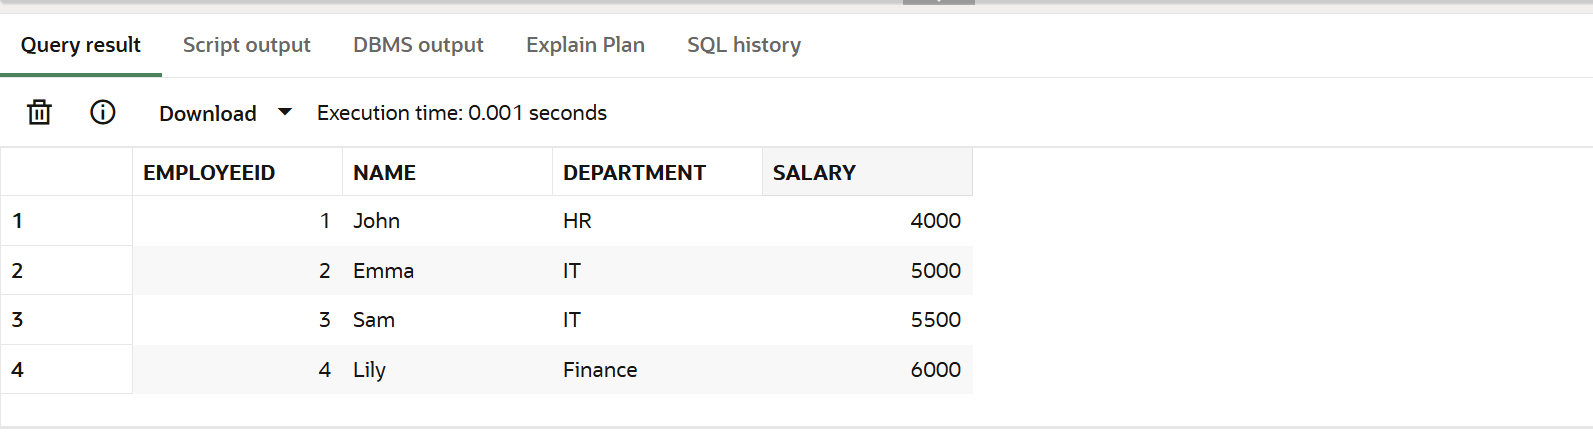 Query result Script output DBMS output Explain Plan SQL history
Download Execution time: 0.001 seconds
EMPLOYEEID NAME DEPARTMENT SALARY
1 1 John HR 4000
2 2 Emma IT 5000
3 3 Sam IT 5500
4 4 Lily Finance 6000